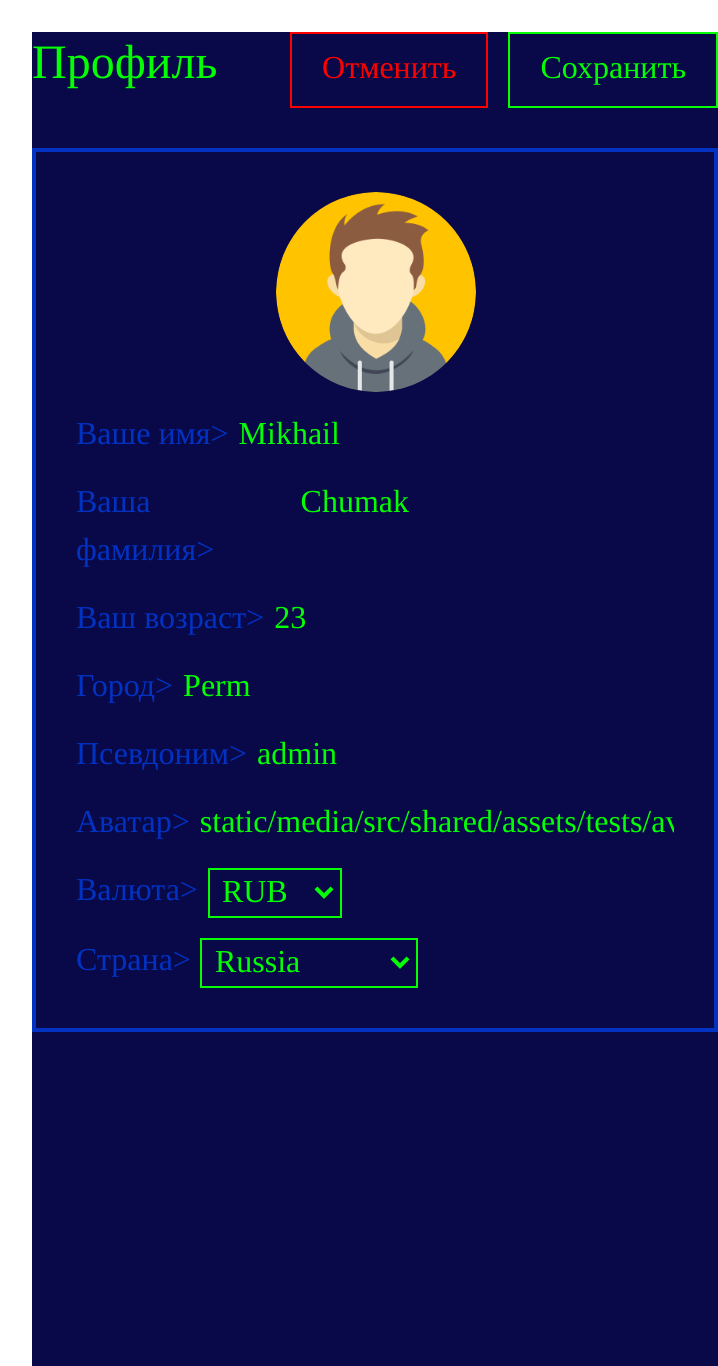 Профиль Отменить Сохранить
Ваше имя> Mikhail
Ваша Chumak
фамилия>
Ваш возраст> 23
Город> Perm
Псевдоним> admin
Аватар> static/media/src/shared/assets/tests/av
Валюта> RUB
Страна> Russia